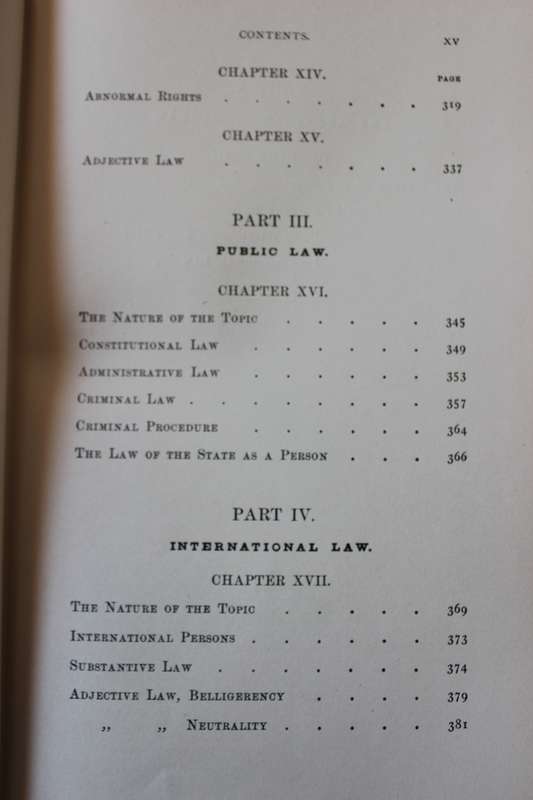 CONTENTS. XV
CHAPTER XIV. PAGE
ABNORMAL RIGHTS . . . . . . . 319
CHAPTER XV.
ADJECTIVE LAW . . . . . . . 337
PART III.
PUBLIC LAW.
CHAPTER XVI.
THE NATURE OF THE TOPIC . . . . . 345
CONSTITUTIONAL LAW . . . . . . 349
ADMINISTRATIVE LAW . . . . . . 353
CRIMINAL LAW . . . . . . . . 357
CRIMINAL PROCEDURE . . . . . . 364
THE LAW OF THE STATE AS A PERSON . . . 366
PART IV.
INTERNATIONAL LAW.
CHAPTER XVII.
THE NATURE OF THE TOPIC . . . . . 369
INTERNATIONAL PERSONS . . . . . . 373
SUBSTANTIVE LAW . . . . . . . 374
ADJECTIVE LAW, BELLIGERENCY . . . . 379
„ „ NEUTRALITY . . . . . 381